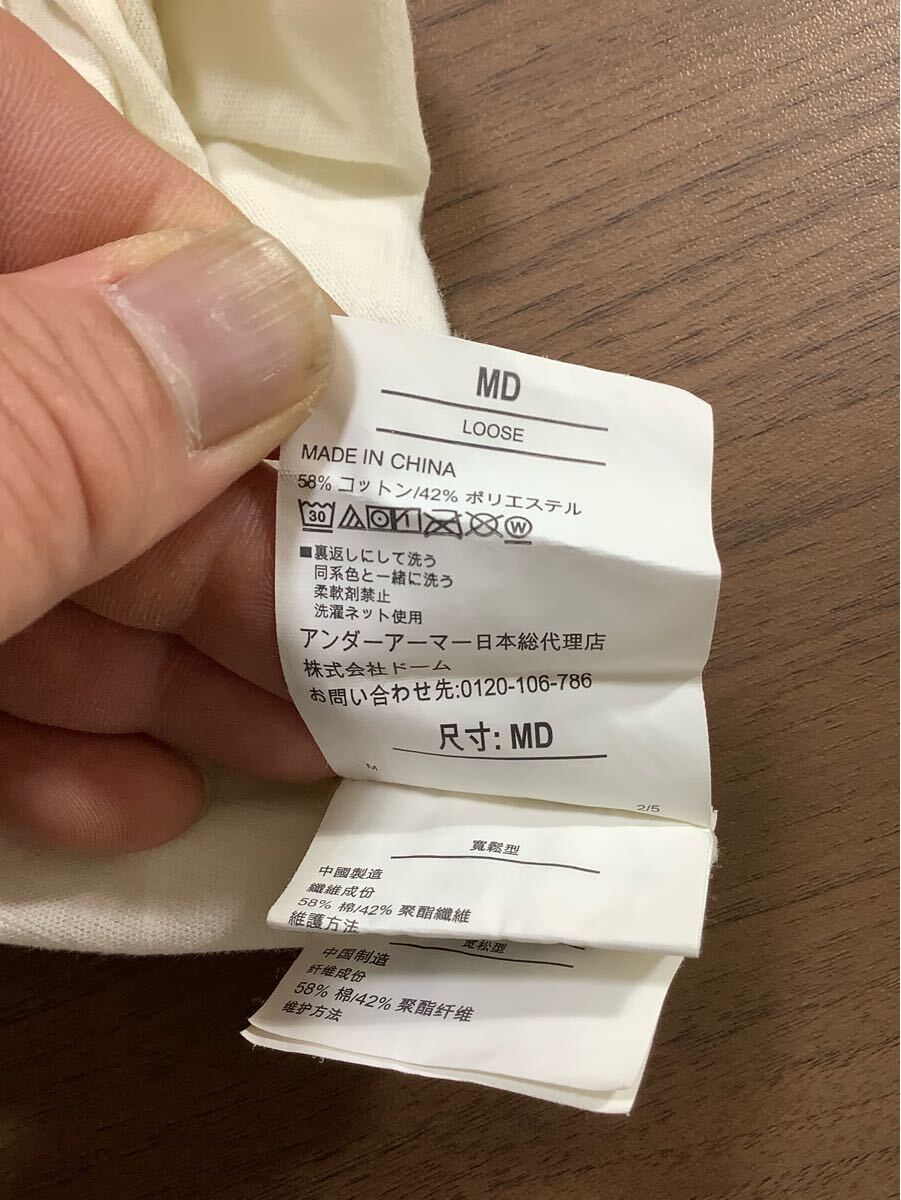 MD
LOOSE
MADE IN CHINA
58% コットン/42% ポリエステル
30 W
■裏返しにして洗う
同系色と一緒に洗う
柔軟剤禁止
洗濯ネット使用
アンダーアーマー日本総代理店
株式会社ドーム
お問い合わせ先:0120-106-786
尺寸: MD
M
2/5
寬鬆型
中國製造
纖維成份
58% 棉/42% 聚酯纖維
維護方法
宽松型
中国制造
纤维成份
58% 棉/42% 聚酯纤维
维护方法